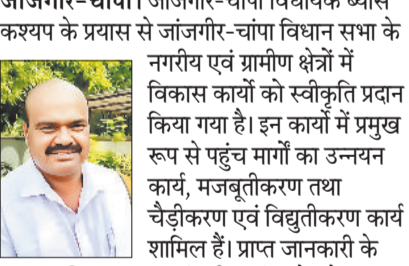 जांजगीर-चांपा। जांजगीर-चांपा विधायक ब्यास
कश्यप के प्रयास से जांजगीर-चांपा विधान सभा के
नगरीय एवं ग्रामीण क्षेत्रों में
विकास कार्यो को स्वीकृति प्रदान
किया गया है। इन कार्यो में प्रमुख
रूप से पहुंच मार्गों का उन्नयन
कार्य, मजबूतीकरण तथा
चैड़ीकरण एवं विद्युतीकरण कार्य
शामिल हैं। प्राप्त जानकारी के